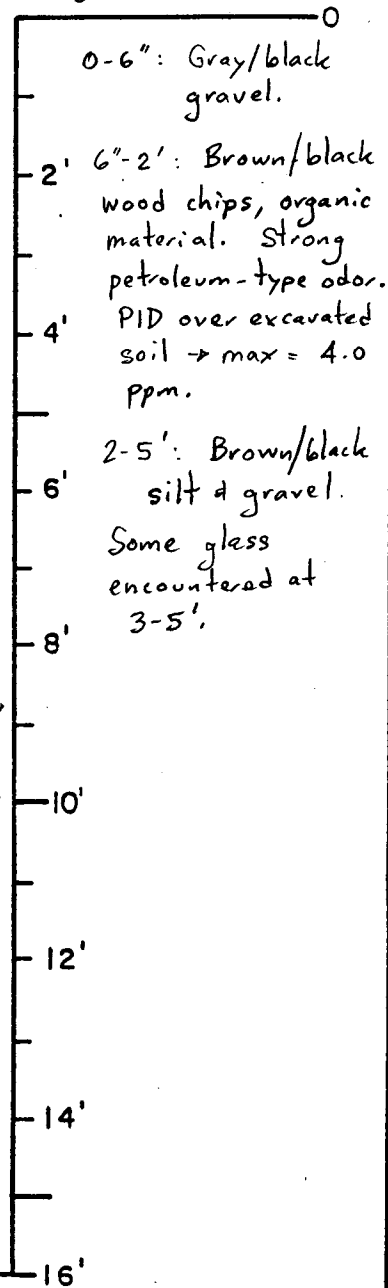 0
0-6": Gray/black
gravel.
2' 6"-2': Brown/black
wood chips, organic
material. Strong
petroleum-type odor.
4' PID over excavated
soil → max = 4.0
ppm.
2-5': Brown/black
6' silt & gravel.
Some glass
encountered at
8' 3-5'.
10'
12'
14'
16'